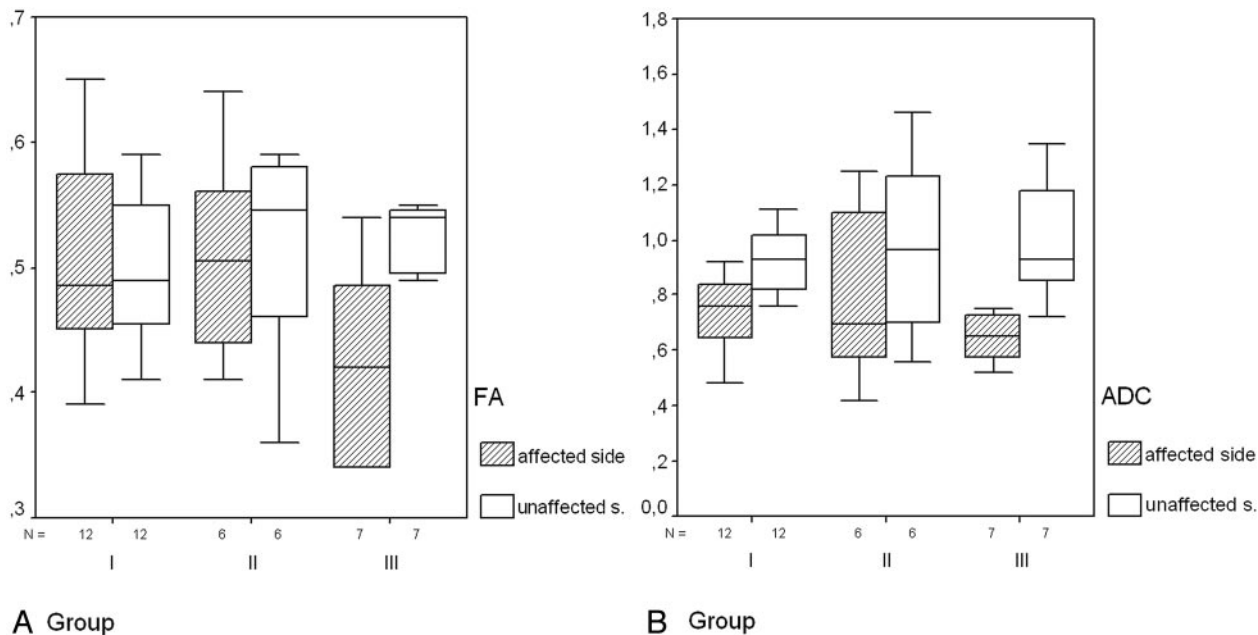 ,7
,6
,5
,4
,3
FA
affected side
unaffected s.
N = 12 12 6 6 7 7
I II III
A Group
1,8
1,6
1,4
1,2
1,0
,8
,6
,4
,2
0,0
ADC
affected side
unaffected s.
N = 12 12 6 6 7 7
I II III
B Group